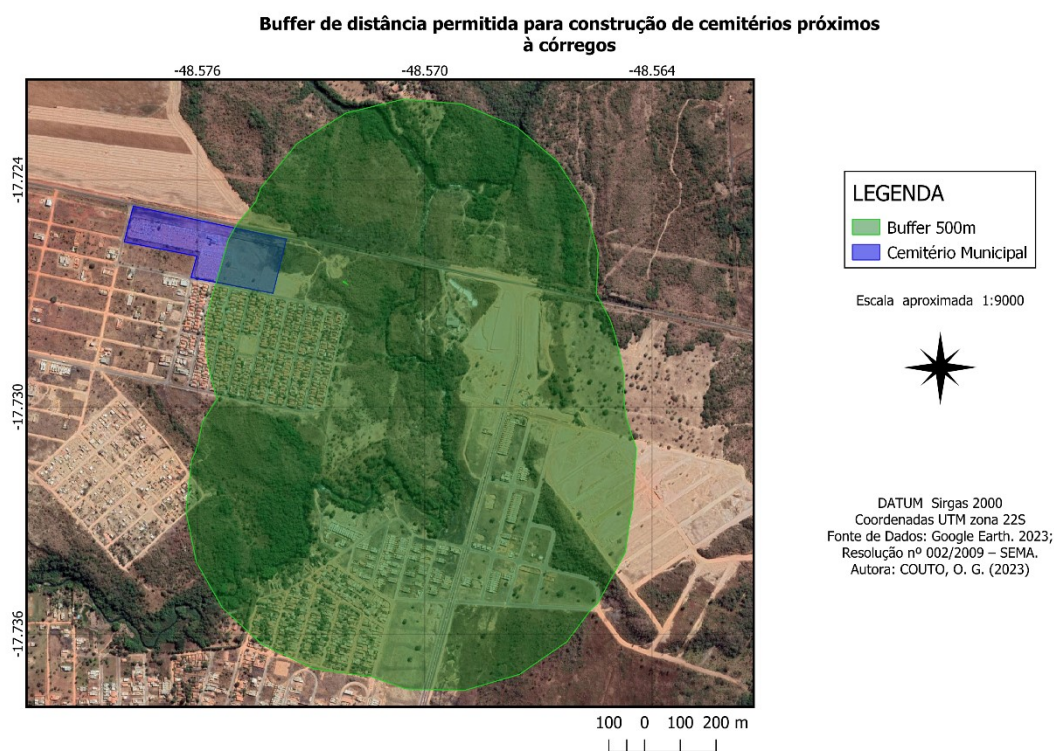 Buffer de distância permitida para construção de cemitérios próximos
à córregos
-48.576 -48.570 -48.564
-17.724
-17.730
-17.736
LEGENDA
Buffer 500m
Cemitério Municipal
Escala aproximada 1:9000
DATUM Sirgas 2000
Coordenadas UTM zona 22S
Fonte de Dados: Google Earth. 2023;
Resolução nº 002/2009 – SEMA.
Autora: COUTO, O. G. (2023)
100 0 100 200 m